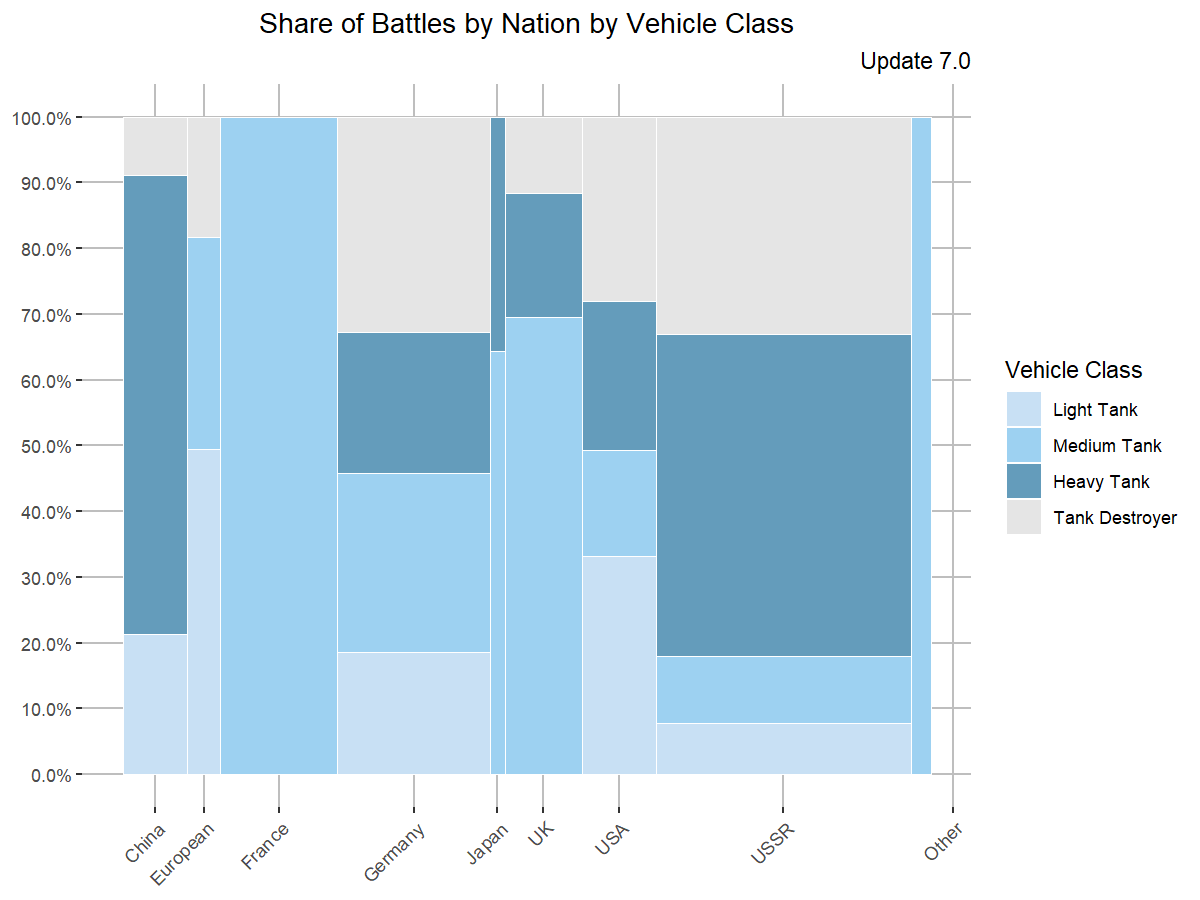 Share of Battles by Nation by Vehicle Class
Update 7.0
100.0%
90.0%
80.0%
70.0%
60.0%
50.0%
40.0%
30.0%
20.0%
10.0%
0.0%
China
European
France
Germany
Japan
UK
USA
USSR
Other
Vehicle Class
Light Tank
Medium Tank
Heavy Tank
Tank Destroyer